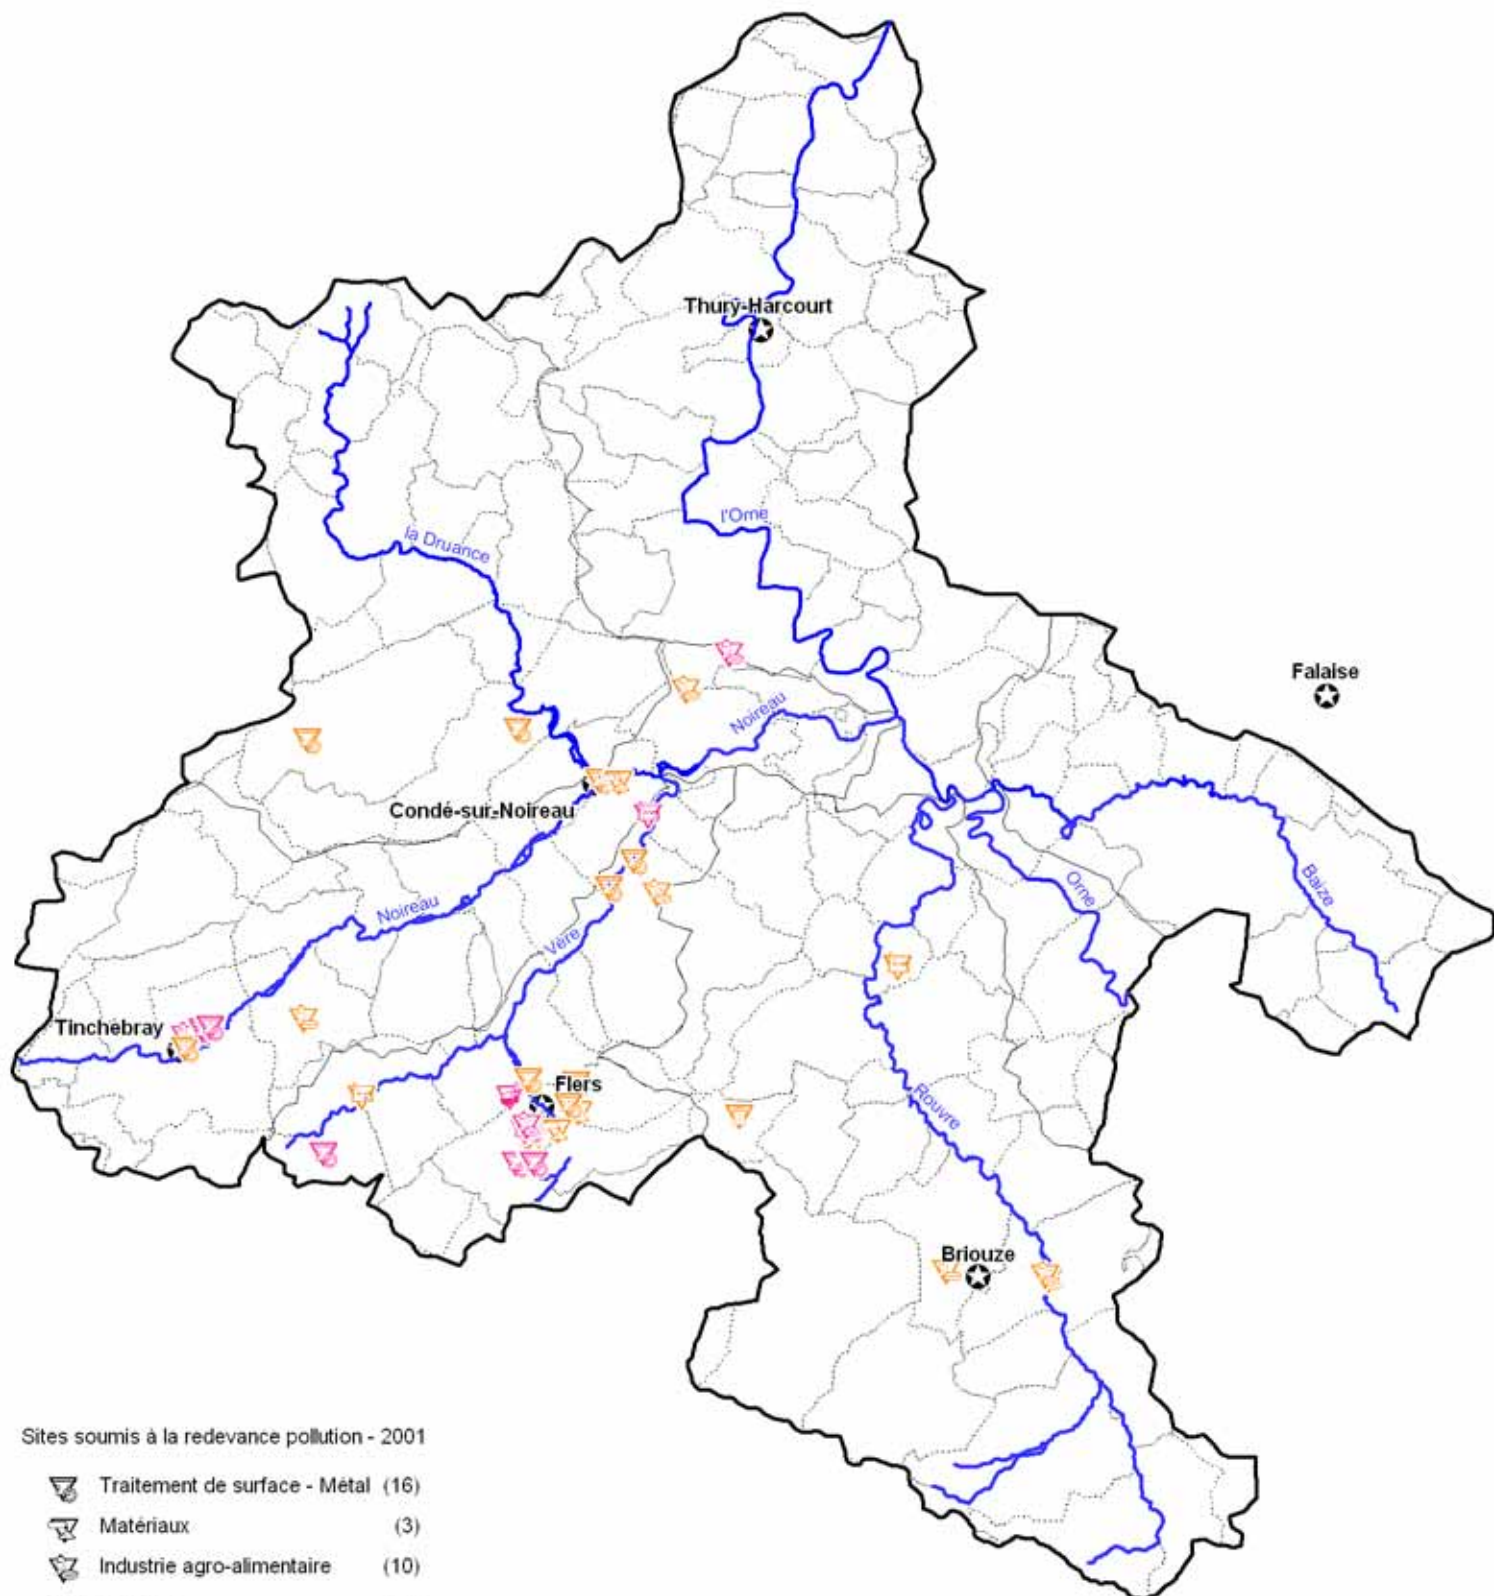 Thury-Harcourt
la Druance
l'Orne
Falaise
Noireau
Condé-sur-Noireau
Baize
Orne
Noireau
Vère
Tinchebray
Flers
Rouvre
Briouze
Sites soumis à la redevance pollution - 2001
Traitement de surface - Métal (16)
Matériaux (3)
Industrie agro-alimentaire (10)